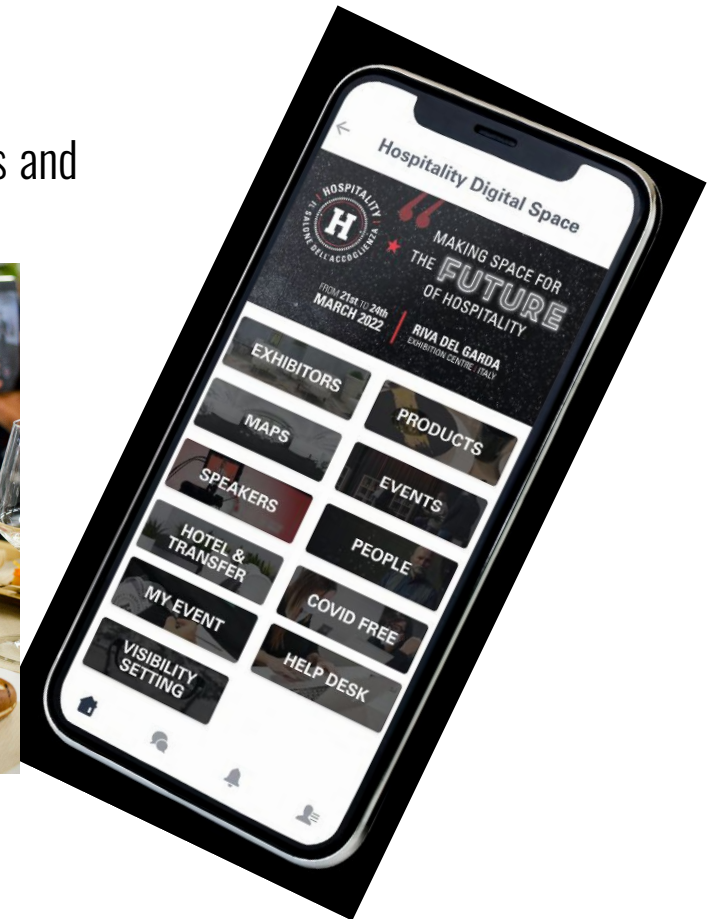 s and
Hospitality Digital Space
HOSPITALITY
IL SALONE DELL'ACCOGLIENZA
H
MAKING SPACE FOR
THE FUTURE
OF HOSPITALITY
FROM 21st TO 24th
MARCH 2022
RIVA DEL GARDA
EXHIBITION CENTRE / ITALY
EXHIBITORS
PRODUCTS
MAPS
EVENTS
SPEAKERS
PEOPLE
HOTEL &
TRANSFER
COVID FREE
MY EVENT
HELP DESK
VISIBILITY
SETTING